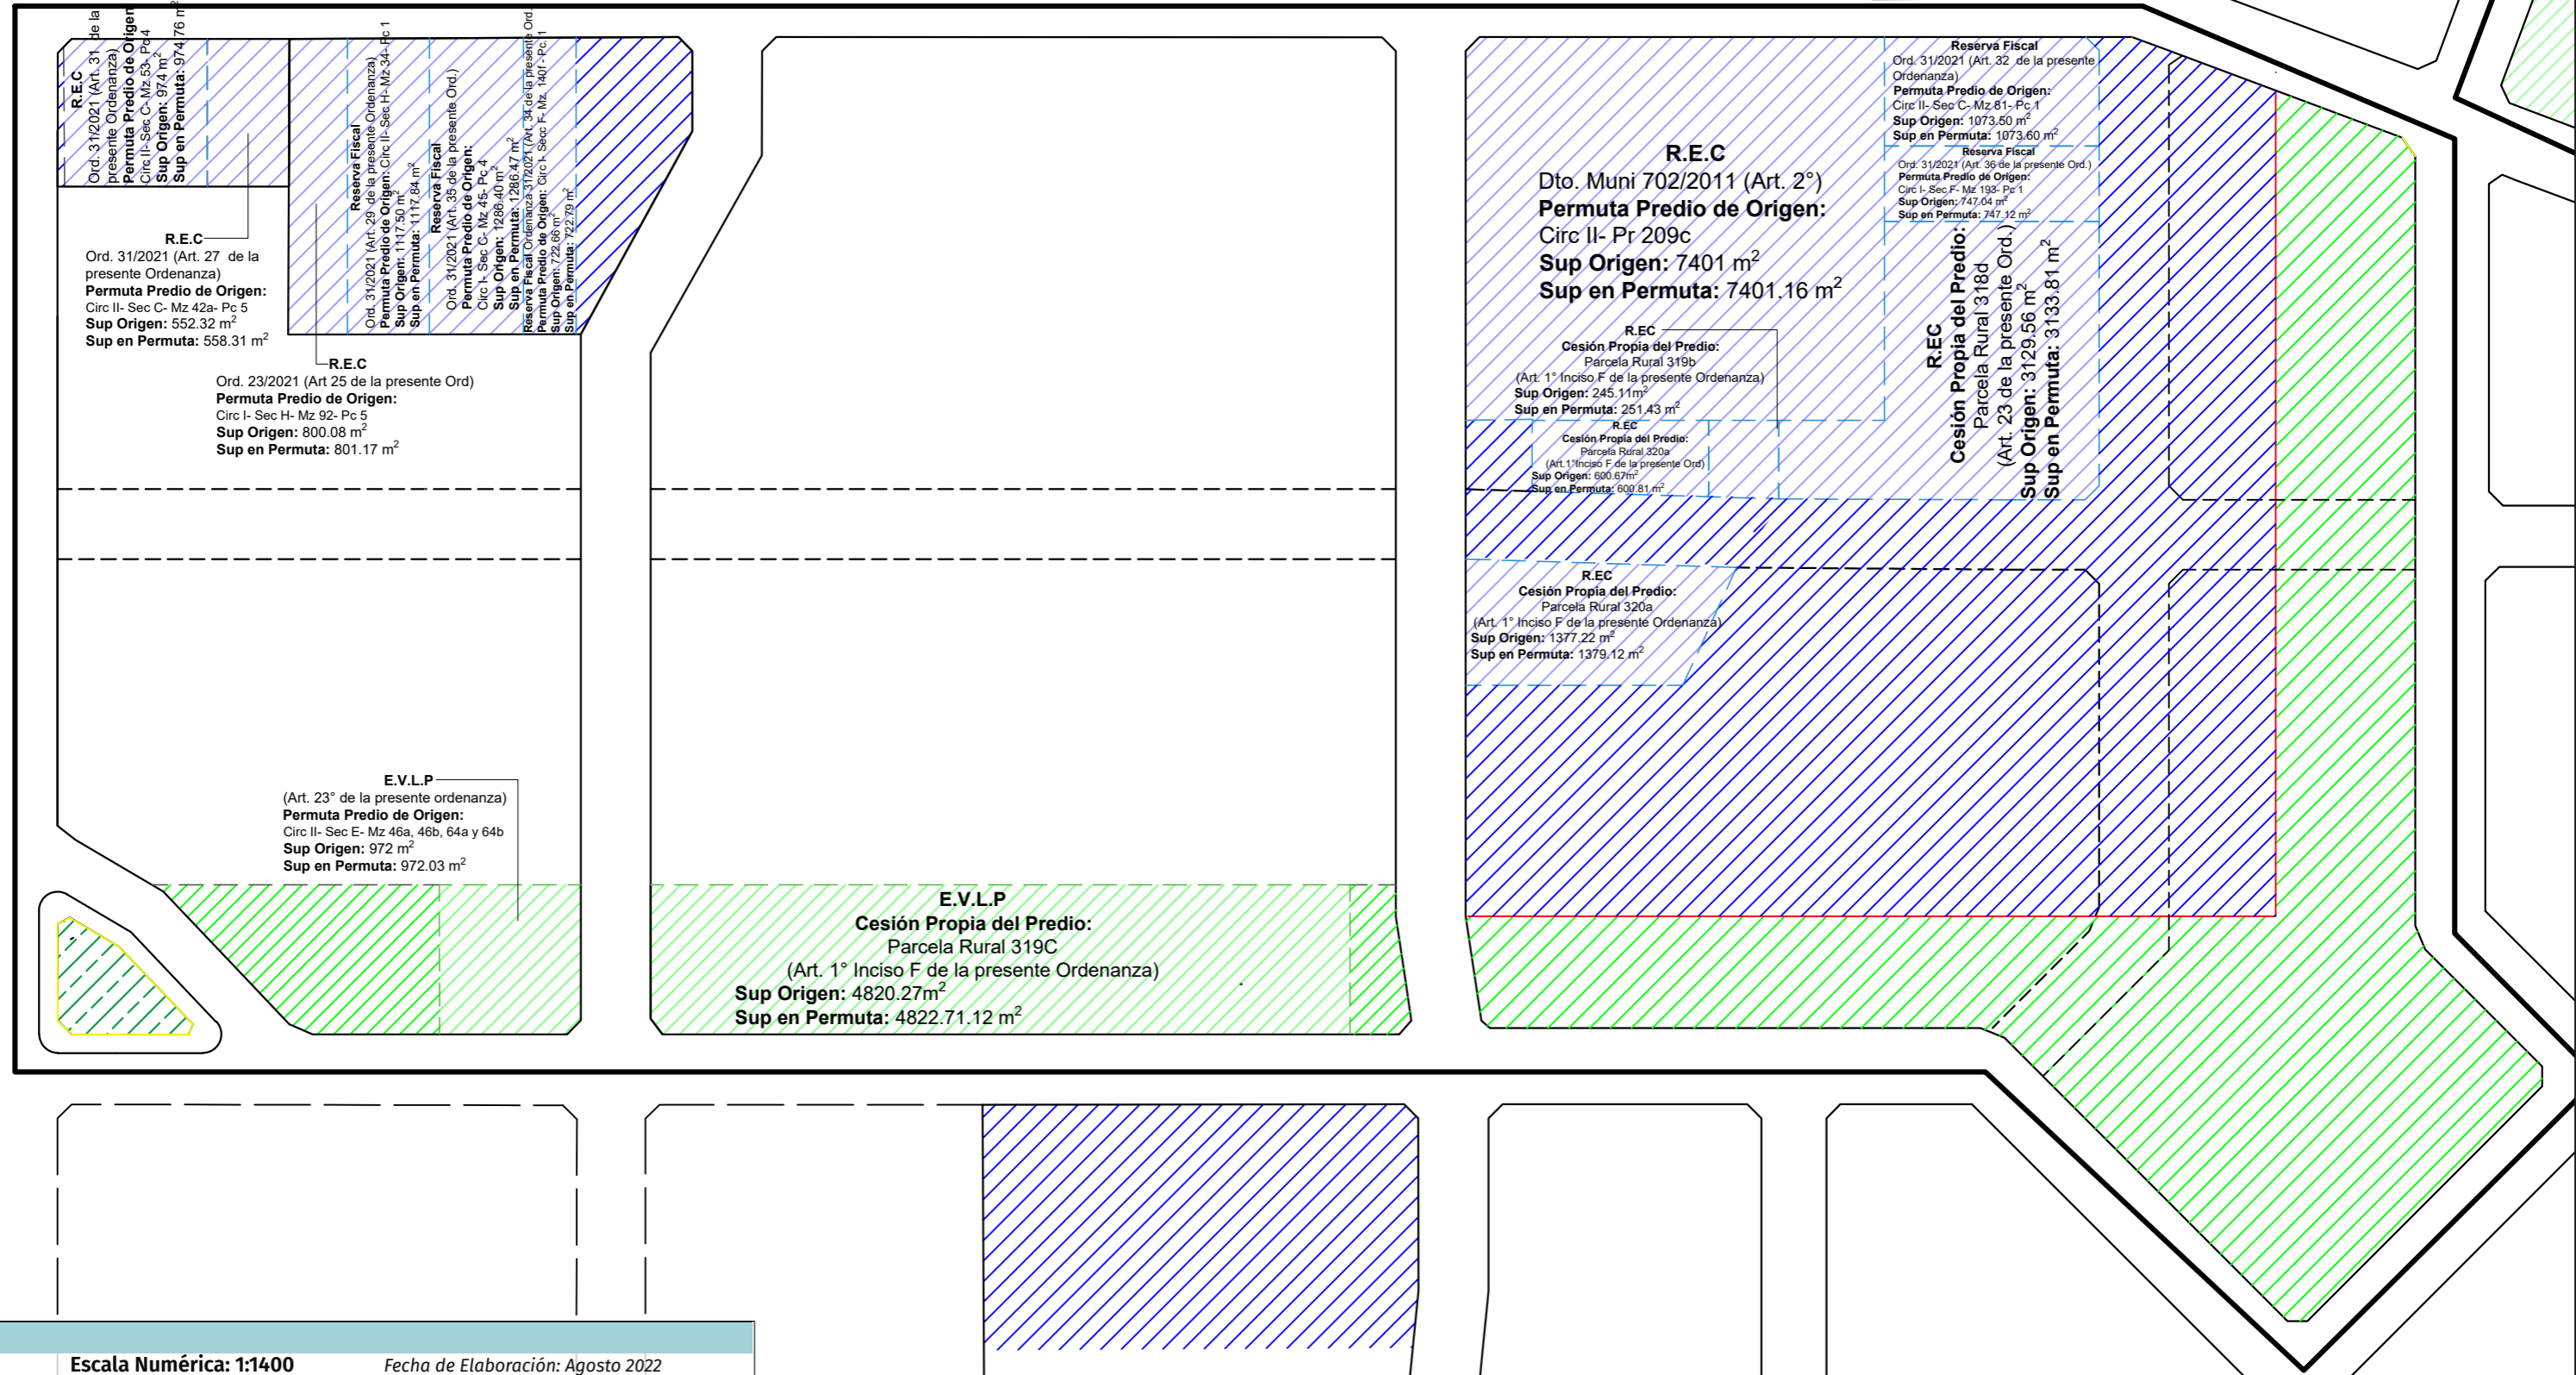 R.E.C
Ord. 31/2021 (Art. 31 de la
presente Ordenanza)
Permuta Predio de Origen
Circ II- Sec C- Mz 53- Pc 4
Sup Origen: 974 m²
Sup en Permuta: 974.76 m²
R.E.C
Ord. 31/2021 (Art. 27 de la
presente Ordenanza)
Permuta Predio de Origen:
Circ II- Sec C- Mz 42a- Pc 5
Sup Origen: 552.32 m²
Sup en Permuta: 558.31 m²
R.E.C
Ord. 23/2021 (Art 25 de la presente Ord)
Permuta Predio de Origen:
Circ I- Sec H- Mz 92- Pc 5
Sup Origen: 800.08 m²
Sup en Permuta: 801.17 m²
Reserva Fiscal
Ord. 31/2021 (Art. 29 de la presente Ordenanza)
Permuta Predio de Origen: Circ II- Sec H- Mz 34- Pc 1
Sup Origen: 1117.50 m²
Sup en Permuta: 1117.84 m²
Reserva Fiscal
Ord. 31/2021 (Art. 35 de la presente Ord.)
Permuta Predio de Origen:
Circ I- Sec C- Mz 45- Pc 4
Sup Origen: 1286.40 m²
Sup en Permuta: 1286.47 m²
Reserva Fiscal Ordenanza 31/2021 (Art. 34 de la presente Ord.
Permuta Predio de Origen: Circ I- Secc F- Mz. 140f - Pc. 1
Sup Origen: 722.66 m²
Sup en Permuta: 722.79 m²
R.E.C
Dto. Muni 702/2011 (Art. 2°)
Permuta Predio de Origen:
Circ II- Pr 209c
Sup Origen: 7401 m²
Sup en Permuta: 7401.16 m²
Reserva Fiscal
Ord. 31/2021 (Art. 32 de la presente
Ordenanza)
Permuta Predio de Origen:
Circ II- Sec C- Mz 81- Pc 1
Sup Origen: 1073.50 m²
Sup en Permuta: 1073.60 m²
Reserva Fiscal
Ord. 31/2021 (Art. 36 de la presente Ord.)
Permuta Predio de Origen:
Circ I- Sec F- Mz 193- Pc 1
Sup Origen: 747.04 m²
Sup en Permuta: 747.12 m²
R.EC
Cesión Propia del Predio:
Parcela Rural 318d
(Art. 23 de la presente Ord.)
Sup Origen: 3129.56 m²
Sup en Permuta: 3133.81 m²
R.EC
Cesión Propia del Predio:
Parcela Rural 319b
(Art. 1° Inciso F de la presente Ordenanza)
Sup Origen: 245.11m²
Sup en Permuta: 251.43 m²
R.EC
Cesión Propia del Predio:
Parcela Rural 320a
(Art.1°Inciso F de la presente Ord)
Sup Origen: 600.67m²
Sup en Permuta: 600.81 m²
R.EC
Cesión Propia del Predio:
Parcela Rural 320a
(Art. 1° Inciso F de la presente Ordenanza)
Sup Origen: 1377.22 m²
Sup en Permuta: 1379.12 m²
E.V.L.P
(Art. 23° de la presente ordenanza)
Permuta Predio de Origen:
Circ II- Sec E- Mz 46a, 46b, 64a y 64b
Sup Origen: 972 m²
Sup en Permuta: 972.03 m²
E.V.L.P
Cesión Propia del Predio:
Parcela Rural 319C
(Art. 1° Inciso F de la presente Ordenanza)
Sup Origen: 4820.27m²
Sup en Permuta: 4822.71.12 m²
Escala Numérica: 1:1400
Fecha de Elaboración: Agosto 2022